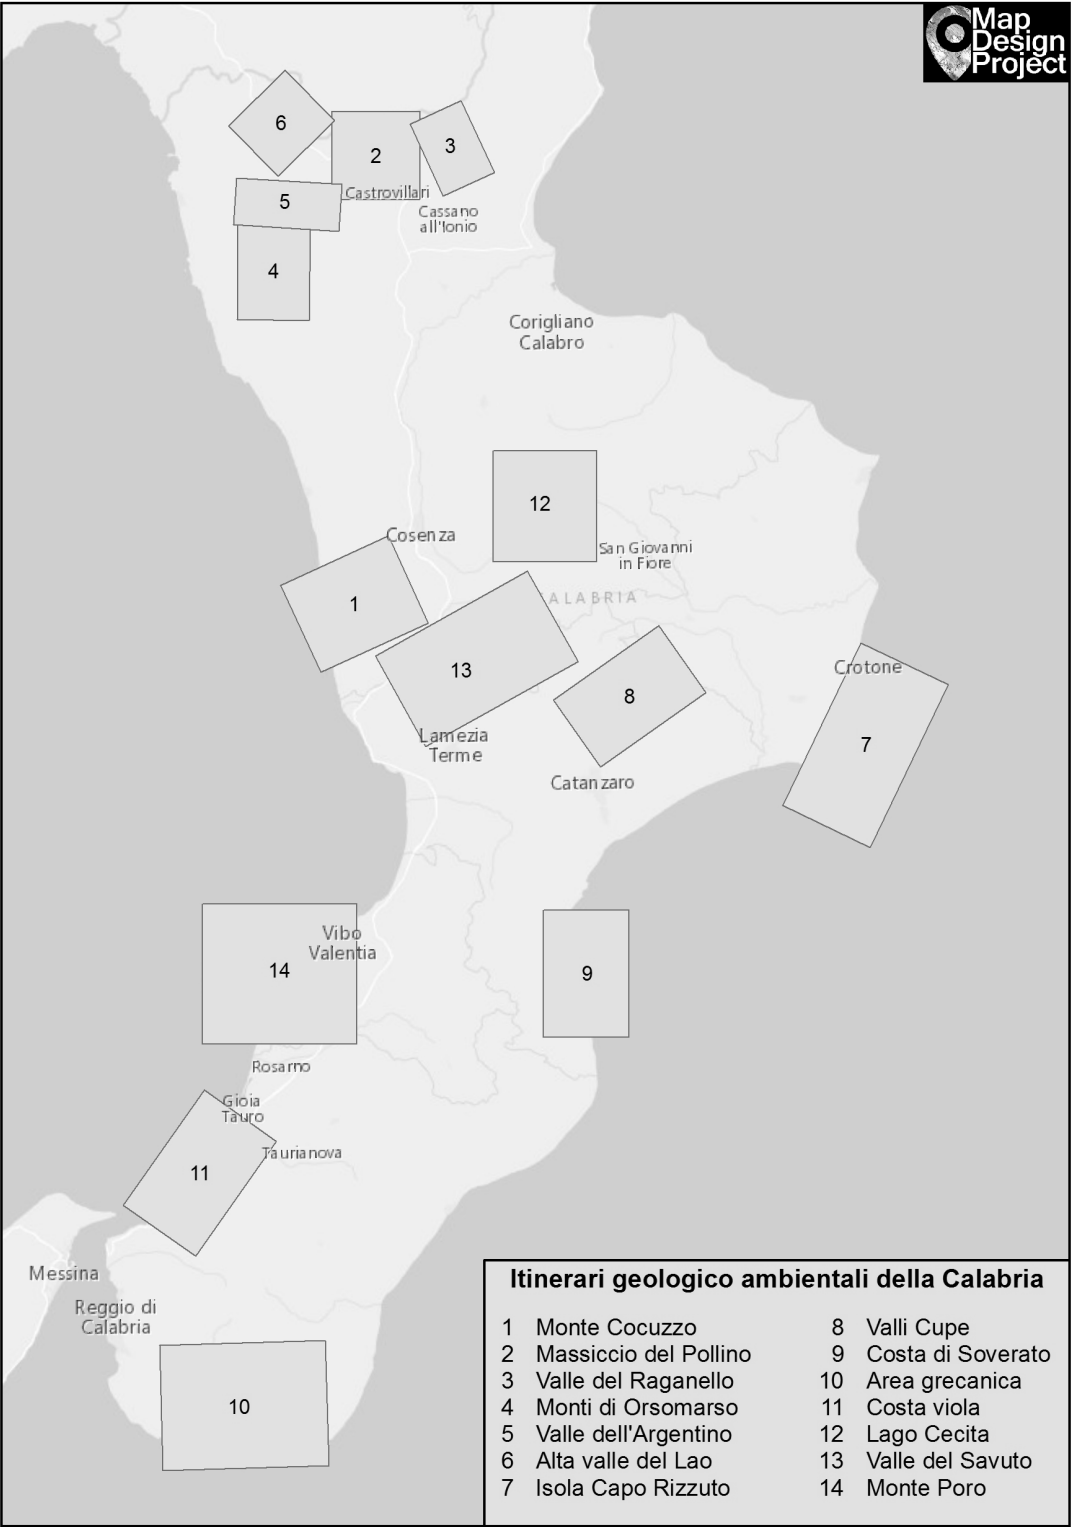 Map
Design
Project
6
2
3
Castrovillari
5
Cassano
all'Ionio
4
Corigliano
Calabro
12
Cosenza
San Giovanni
in Fiore
1
ALABRIA
13
Crotone
8
Lamezia
Terme
7
Catanzaro
Vibo
Valentia
14
9
Rosarno
Gioia
Tauro
Taurianova
11
Messina
Reggio di
Calabria
10
Itinerari geologico ambientali della Calabria
1 Monte Cocuzzo
2 Massiccio del Pollino
3 Valle del Raganello
4 Monti di Orsomarso
5 Valle dell'Argentino
6 Alta valle del Lao
7 Isola Capo Rizzuto
8 Valli Cupe
9 Costa di Soverato
10 Area grecanica
11 Costa viola
12 Lago Cecita
13 Valle del Savuto
14 Monte Poro